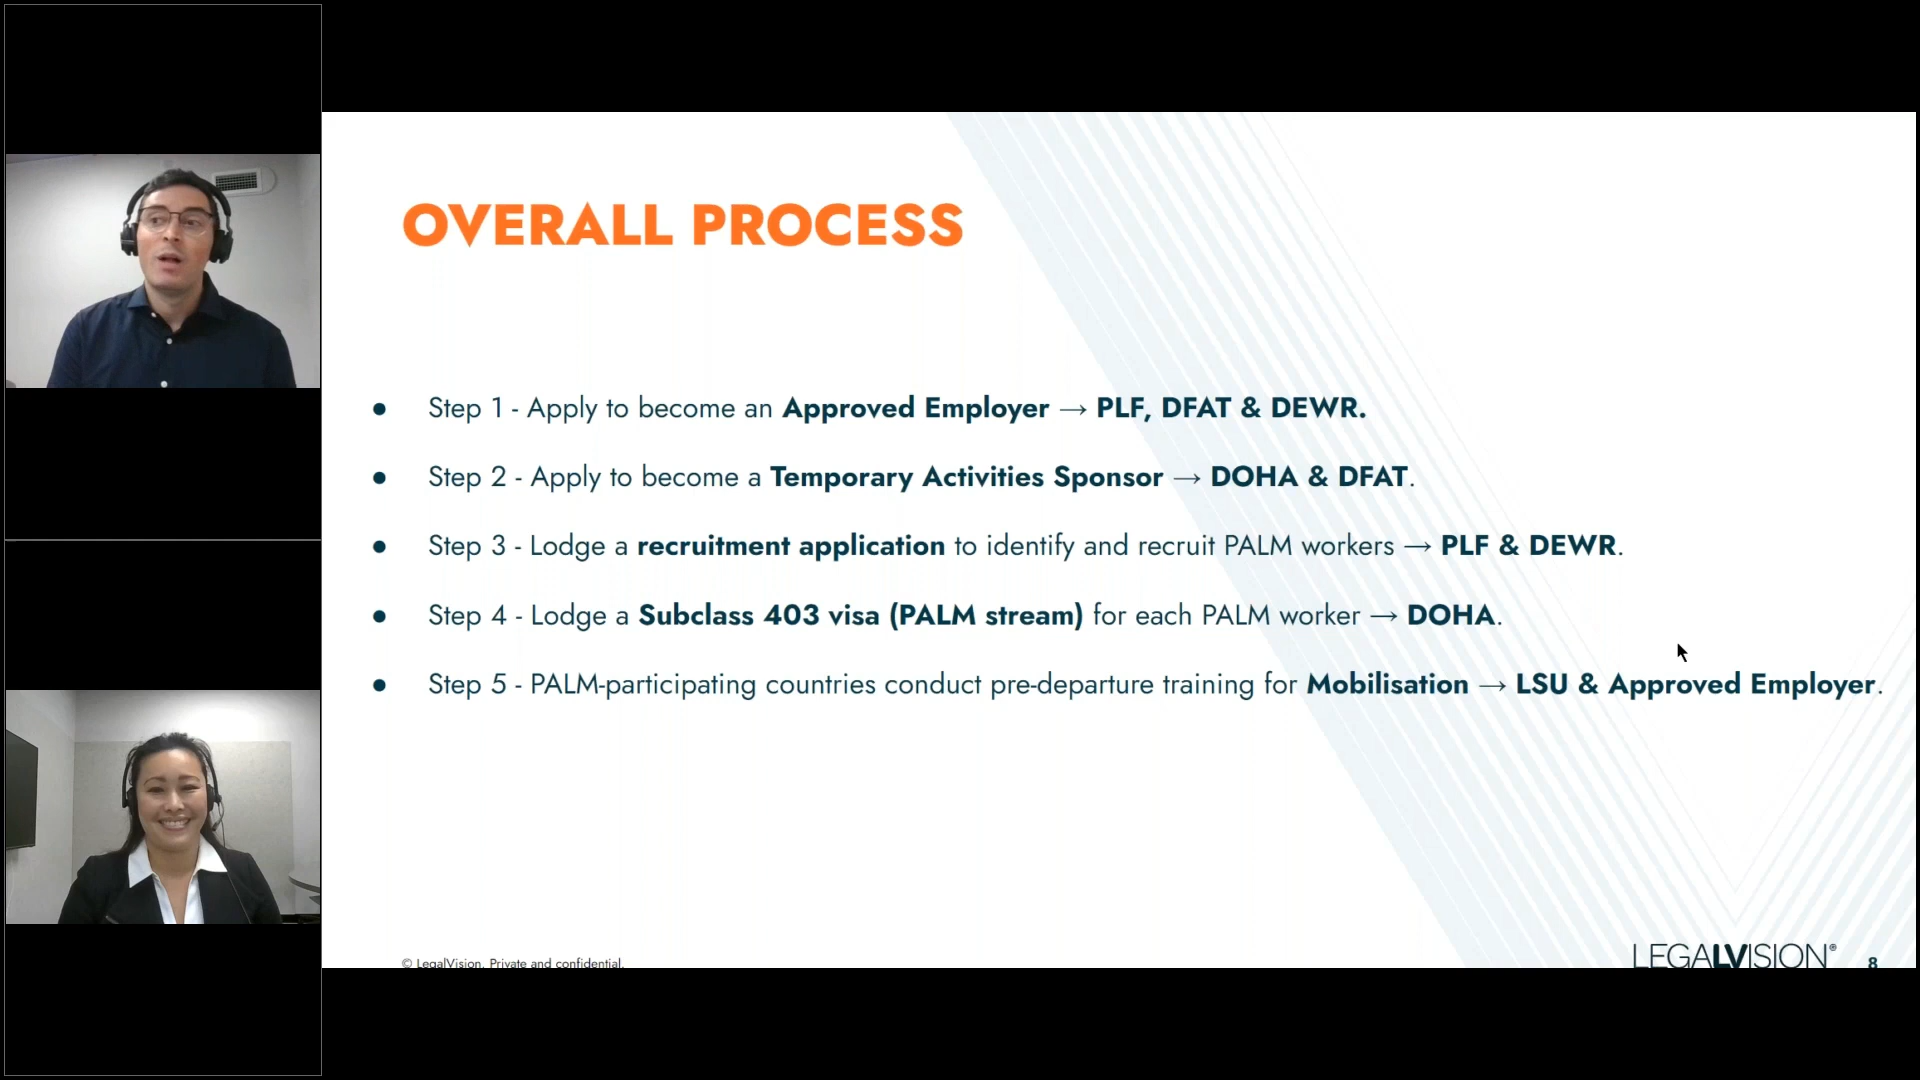 OVERALL PROCESS
● Step 1 - Apply to become an Approved Employer → PLF, DFAT & DEWR.
● Step 2 - Apply to become a Temporary Activities Sponsor → DOHA & DFAT.
● Step 3 - Lodge a recruitment application to identify and recruit PALM workers → PLF & DEWR.
● Step 4 - Lodge a Subclass 403 visa (PALM stream) for each PALM worker → DOHA.
● Step 5 - PALM-participating countries conduct pre-departure training for Mobilisation → LSU & Approved Employer.
© LegalVision. Private and confidential.
LEGALVISION®
8